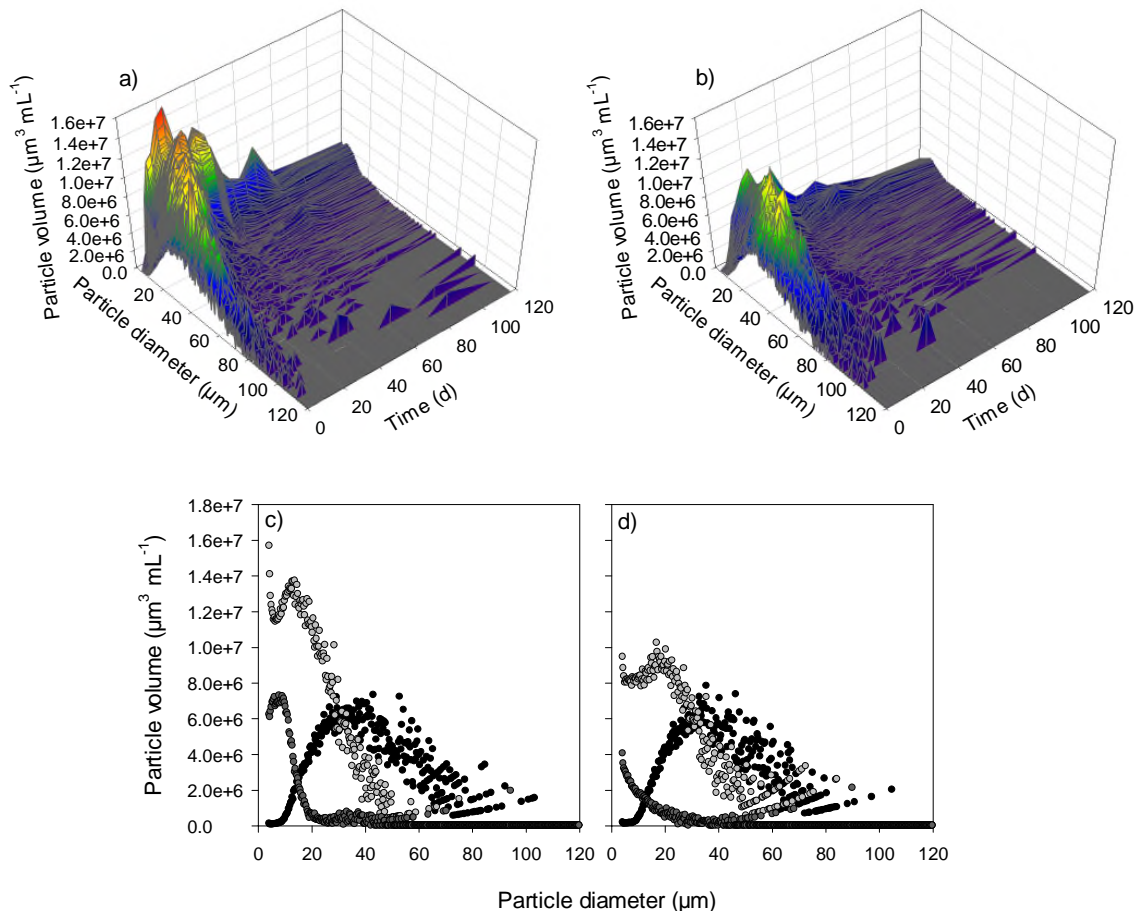 a)
Particle volume (µm³ mL⁻¹)
1.6e+7
1.4e+7
1.2e+7
1.0e+7
8.0e+6
6.0e+6
4.0e+6
2.0e+6
0.0
20
40
60
80
100
120
Particle diameter (µm)
0
20
40
60
80
100
120
Time (d)
b)
Particle volume (µm³ mL⁻¹)
1.6e+7
1.4e+7
1.2e+7
1.0e+7
8.0e+6
6.0e+6
4.0e+6
2.0e+6
0.0
20
40
60
80
100
120
Particle diameter (µm)
0
20
40
60
80
100
120
Time (d)
c)
Particle volume (µm³ mL⁻¹)
1.8e+7
1.6e+7
1.4e+7
1.2e+7
1.0e+7
8.0e+6
6.0e+6
4.0e+6
2.0e+6
0.0
0 20 40 60 80 100 120
d)
0 20 40 60 80 100 120
Particle diameter (µm)